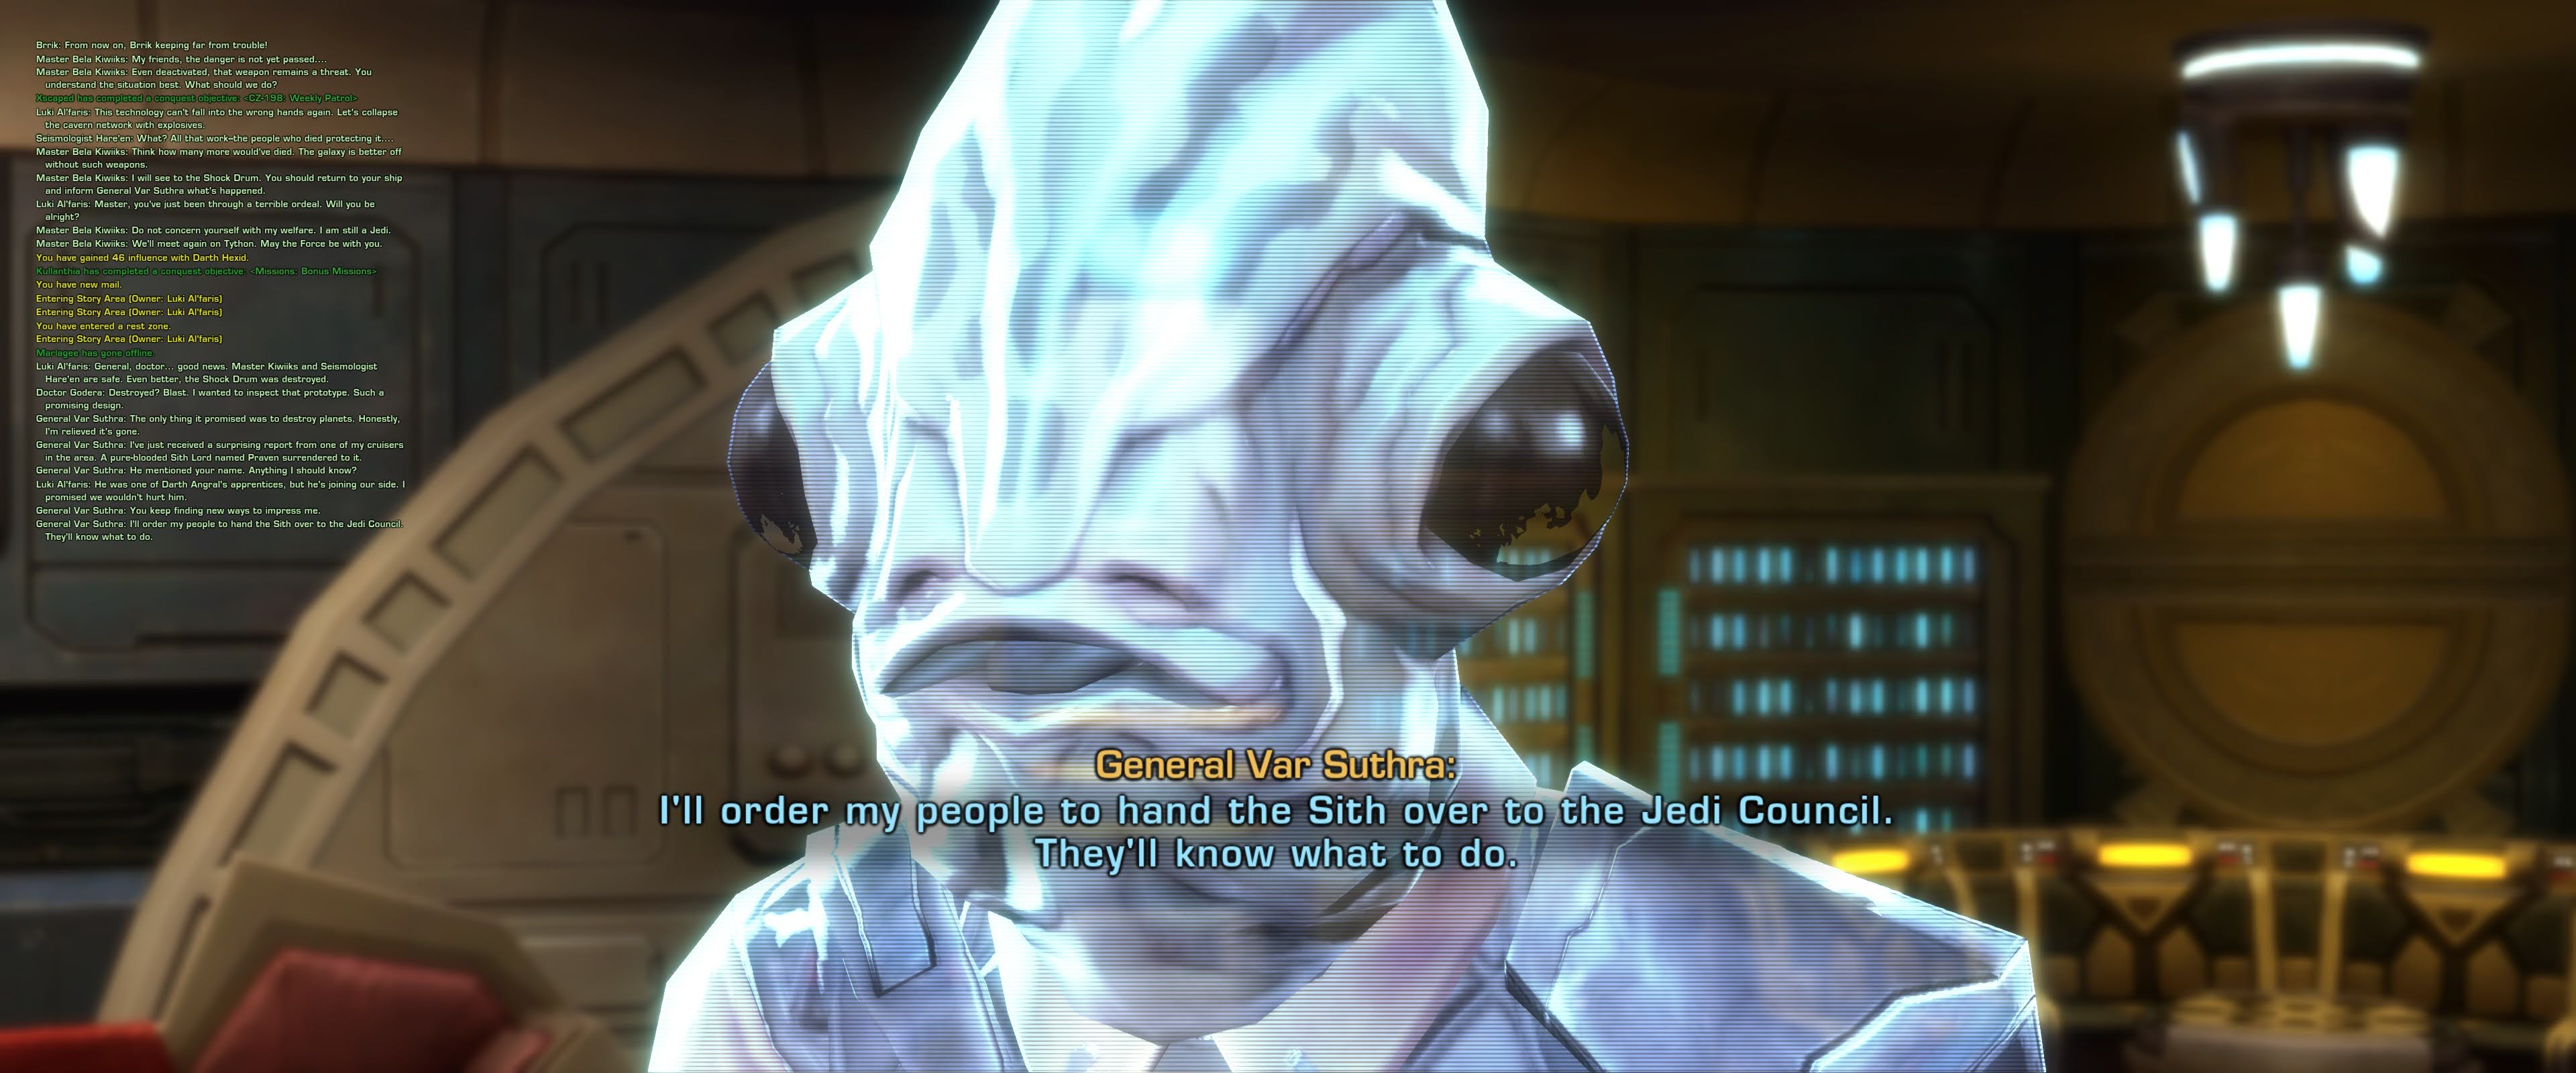 Brrik: From now on, Brrik keeping far from trouble!
Master Bela Kiwiiks: My friends, the danger is not yet passed....
Master Bela Kiwiiks: Even deactivated, that weapon remains a threat. You
understand the situation best. What should we do?
Xscaped has completed a conquest objective: <CZ-198: Weekly Patrol>
Luki Al'faris: This technology can't fall into the wrong hands again. Let's collapse
the cavern network with explosives.
Seismologist Hare'en: What? All that work--the people who died protecting it....
Master Bela Kiwiiks: Think how many more would've died. The galaxy is better off
without such weapons.
Master Bela Kiwiiks: I will see to the Shock Drum. You should return to your ship
and inform General Var Suthra what's happened.
Luki Al'faris: Master, you've just been through a terrible ordeal. Will you be
alright?
Master Bela Kiwiiks: Do not concern yourself with my welfare. I am still a Jedi.
Master Bela Kiwiiks: We'll meet again on Tython. May the Force be with you.
You have gained 46 influence with Darth Hexid.
Kullanthia has completed a conquest objective: <Missions: Bonus Missions>
You have new mail.
Entering Story Area (Owner: Luki Al'faris)
Entering Story Area (Owner: Luki Al'faris)
You have entered a rest zone.
Entering Story Area (Owner: Luki Al'faris)
Marlagee has gone offline.
Luki Al'faris: General, doctor... good news. Master Kiwiiks and Seismologist
Hare'en are safe. Even better, the Shock Drum was destroyed.
Doctor Godera: Destroyed? Blast. I wanted to inspect that prototype. Such a
promising design.
General Var Suthra: The only thing it promised was to destroy planets. Honestly,
I'm relieved it's gone.
General Var Suthra: I've just received a surprising report from one of my cruisers
in the area. A pure-blooded Sith Lord named Praven surrendered to it.
General Var Suthra: He mentioned your name. Anything I should know?
Luki Al'faris: He was one of Darth Angral's apprentices, but he's joining our side. I
promised we wouldn't hurt him.
General Var Suthra: You keep finding new ways to impress me.
General Var Suthra: I'll order my people to hand the Sith over to the Jedi Council.
They'll know what to do.
General Var Suthra:
I'll order my people to hand the Sith over to the Jedi Council.
They'll know what to do.